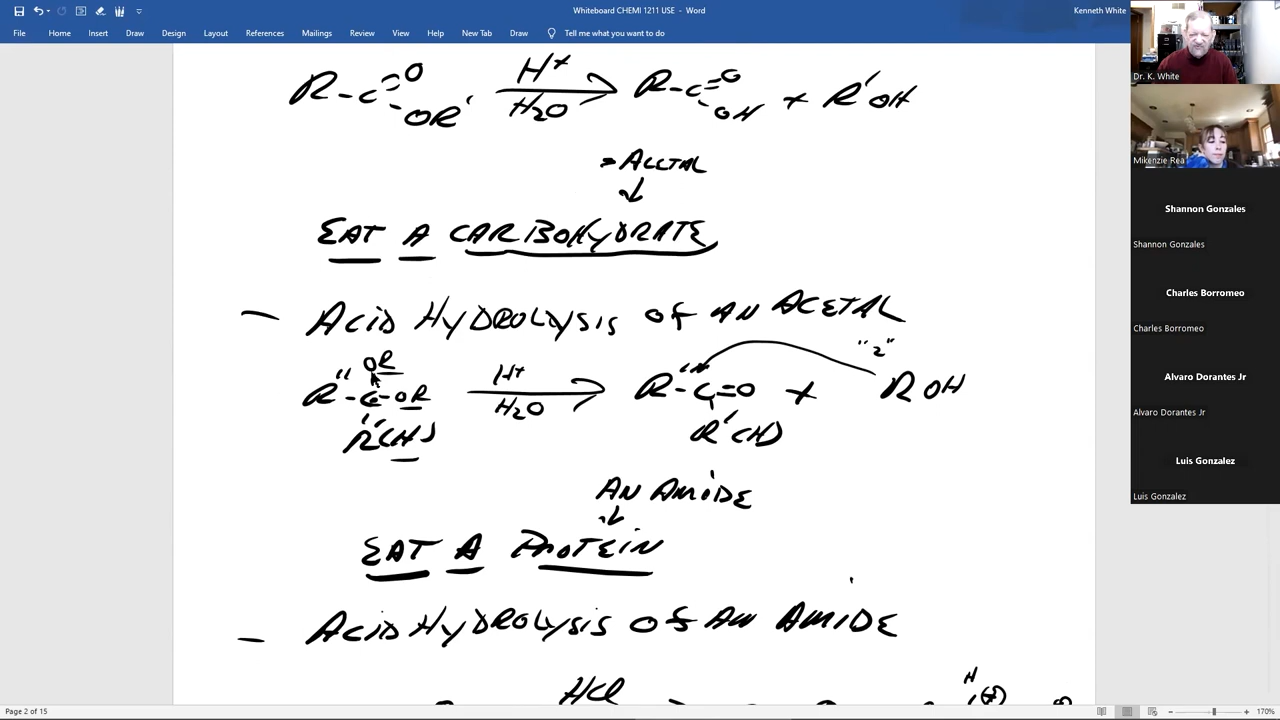 Whiteboard CHEMI 1211 USE - Word
Kenneth White
File Home Insert Draw Design Layout References Mailings Review View Help New Tab Draw Tell me what you want to do
R-C=O OR' H+ H2O R-C=O OH + R'OH
ACETAL
EAT A CARBOHYDRATE
- ACID HYDROLYSIS OF AN ACETAL
R"-C-OR OR R'(H) H+ H2O R"-C=O R'(H) + "2" ROH
AN AMIDE
EAT A PROTEIN
- ACID HYDROLYSIS OF AN AMIDE
HCl H (+)
Dr. K. White
Mikenzie Rea
Shannon Gonzales
Shannon Gonzales
Charles Borromeo
Charles Borromeo
Alvaro Dorantes Jr
Alvaro Dorantes Jr
Luis Gonzalez
Luis Gonzalez
Page 2 of 15
170%